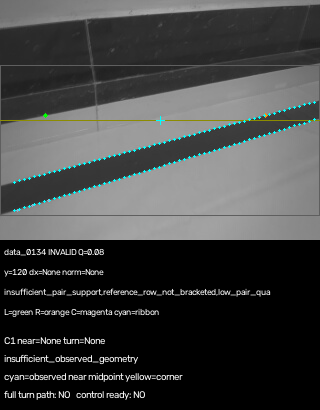 data_0134 INVALID Q=0.08
y=120 dx=None norm=None
insufficient_pair_support,reference_row_not_bracketed,low_pair_qua
L=green R=orange C=magenta cyan=ribbon
C1 near=None turn=None
insufficient_observed_geometry
cyan=observed near midpoint yellow=corner
full turn path: NO control ready: NO